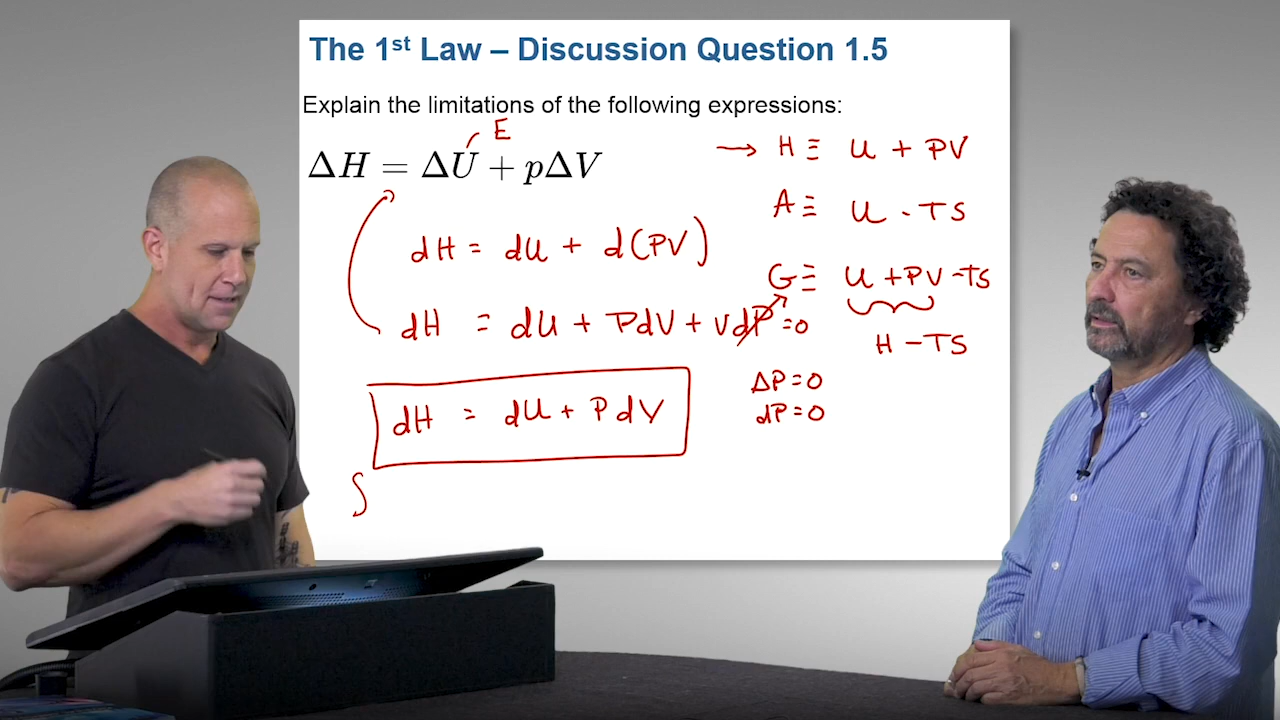 The 1st Law – Discussion Question 1.5
Explain the limitations of the following expressions:
E
ΔH = ΔU + pΔV
→ H ≡ U + PV
A ≡ U - TS
dH = dU + d(PV)
G ≡ U + PV - TS
H - TS
dH = dU + PdV + VdP = 0
ΔP = 0
dP = 0
dH = dU + PdV
∫